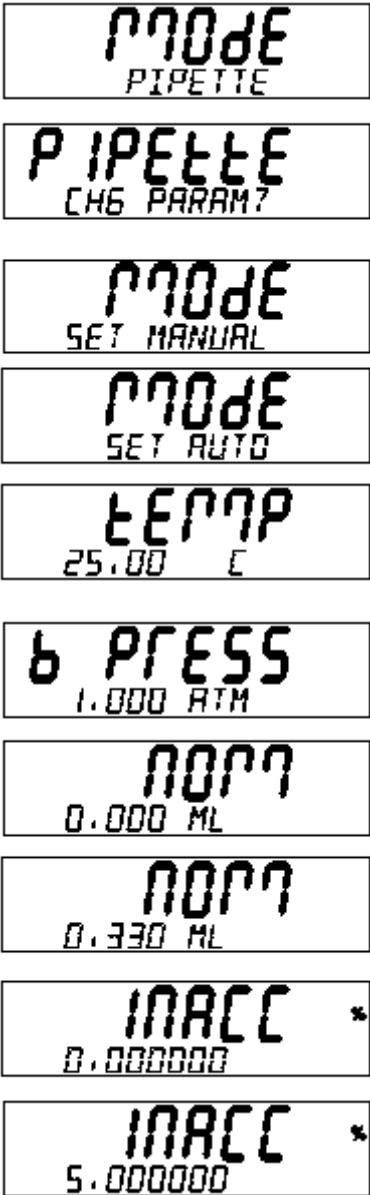 MODE
PIPETTE
PIPEttE
CHG PARAM?
MODE
SET MANUAL
MODE
SET AUTO
tEMP
25.00 C
b PrESS
1.000 ATM
NOM
0.000 ML
NOM
0.330 ML
INACC %
0.000000
INACC %
5.000000